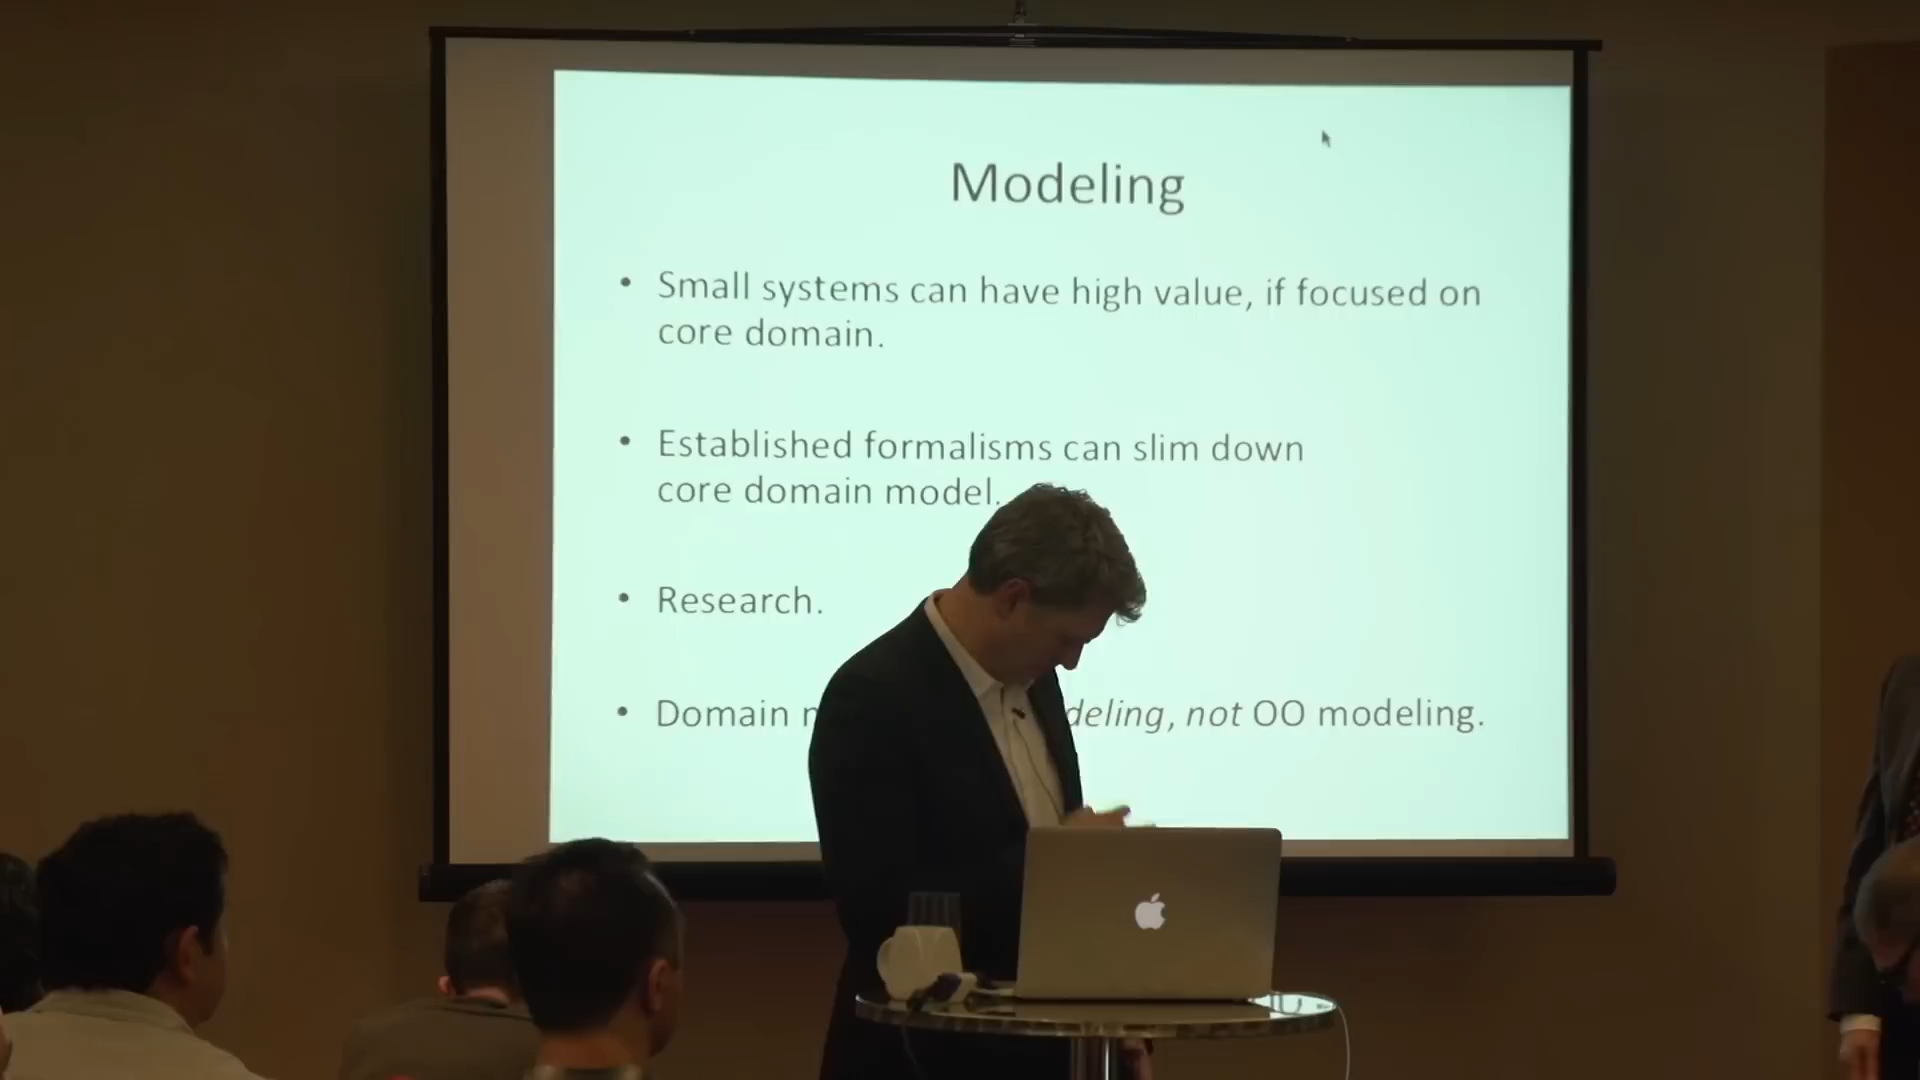 Modeling
• Small systems can have high value, if focused on
core domain.
• Established formalisms can slim down
core domain model.
• Research.
• Domain deling, not OO modeling.